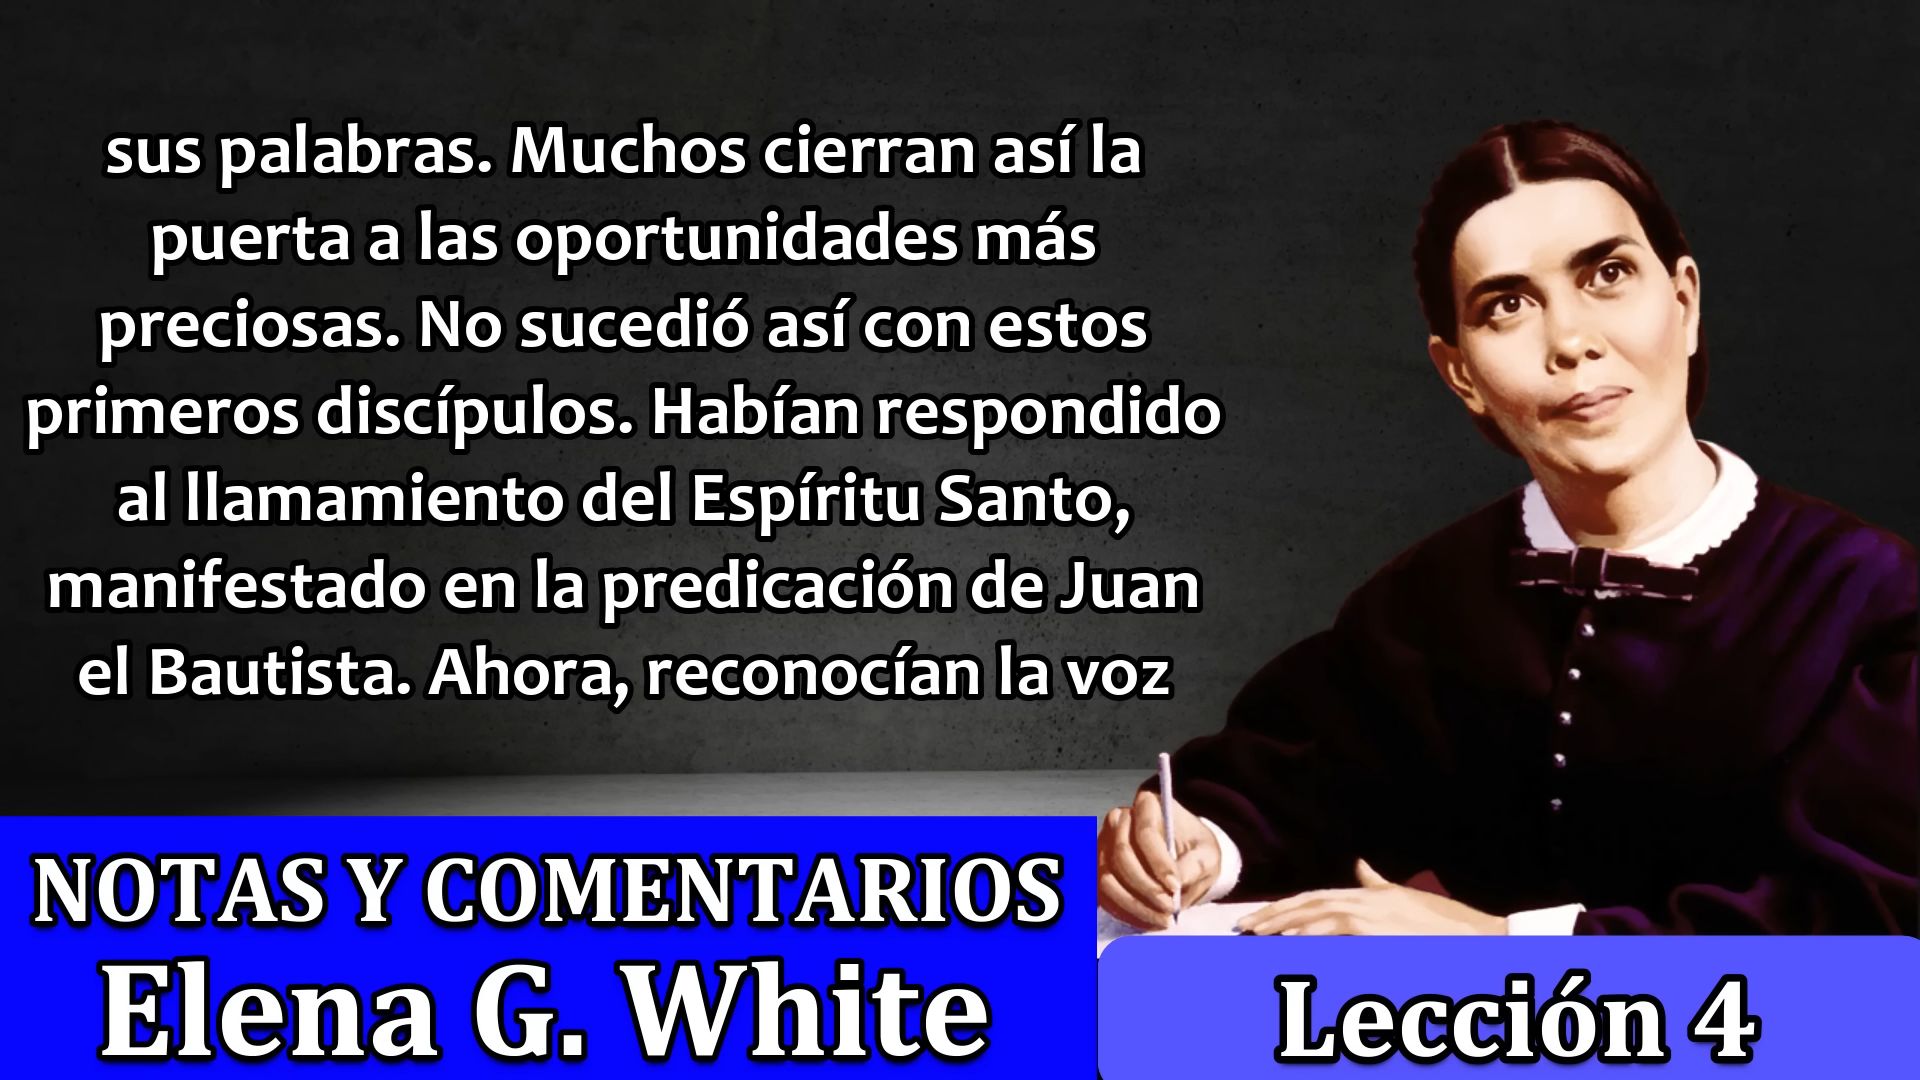 sus palabras. Muchos cierran así la
puerta a las oportunidades más
preciosas. No sucedió así con estos
primeros discípulos. Habían respondido
al llamamiento del Espíritu Santo,
manifestado en la predicación de Juan
el Bautista. Ahora, reconocían la voz
NOTAS Y COMENTARIOS
Elena G. White
Lección 4